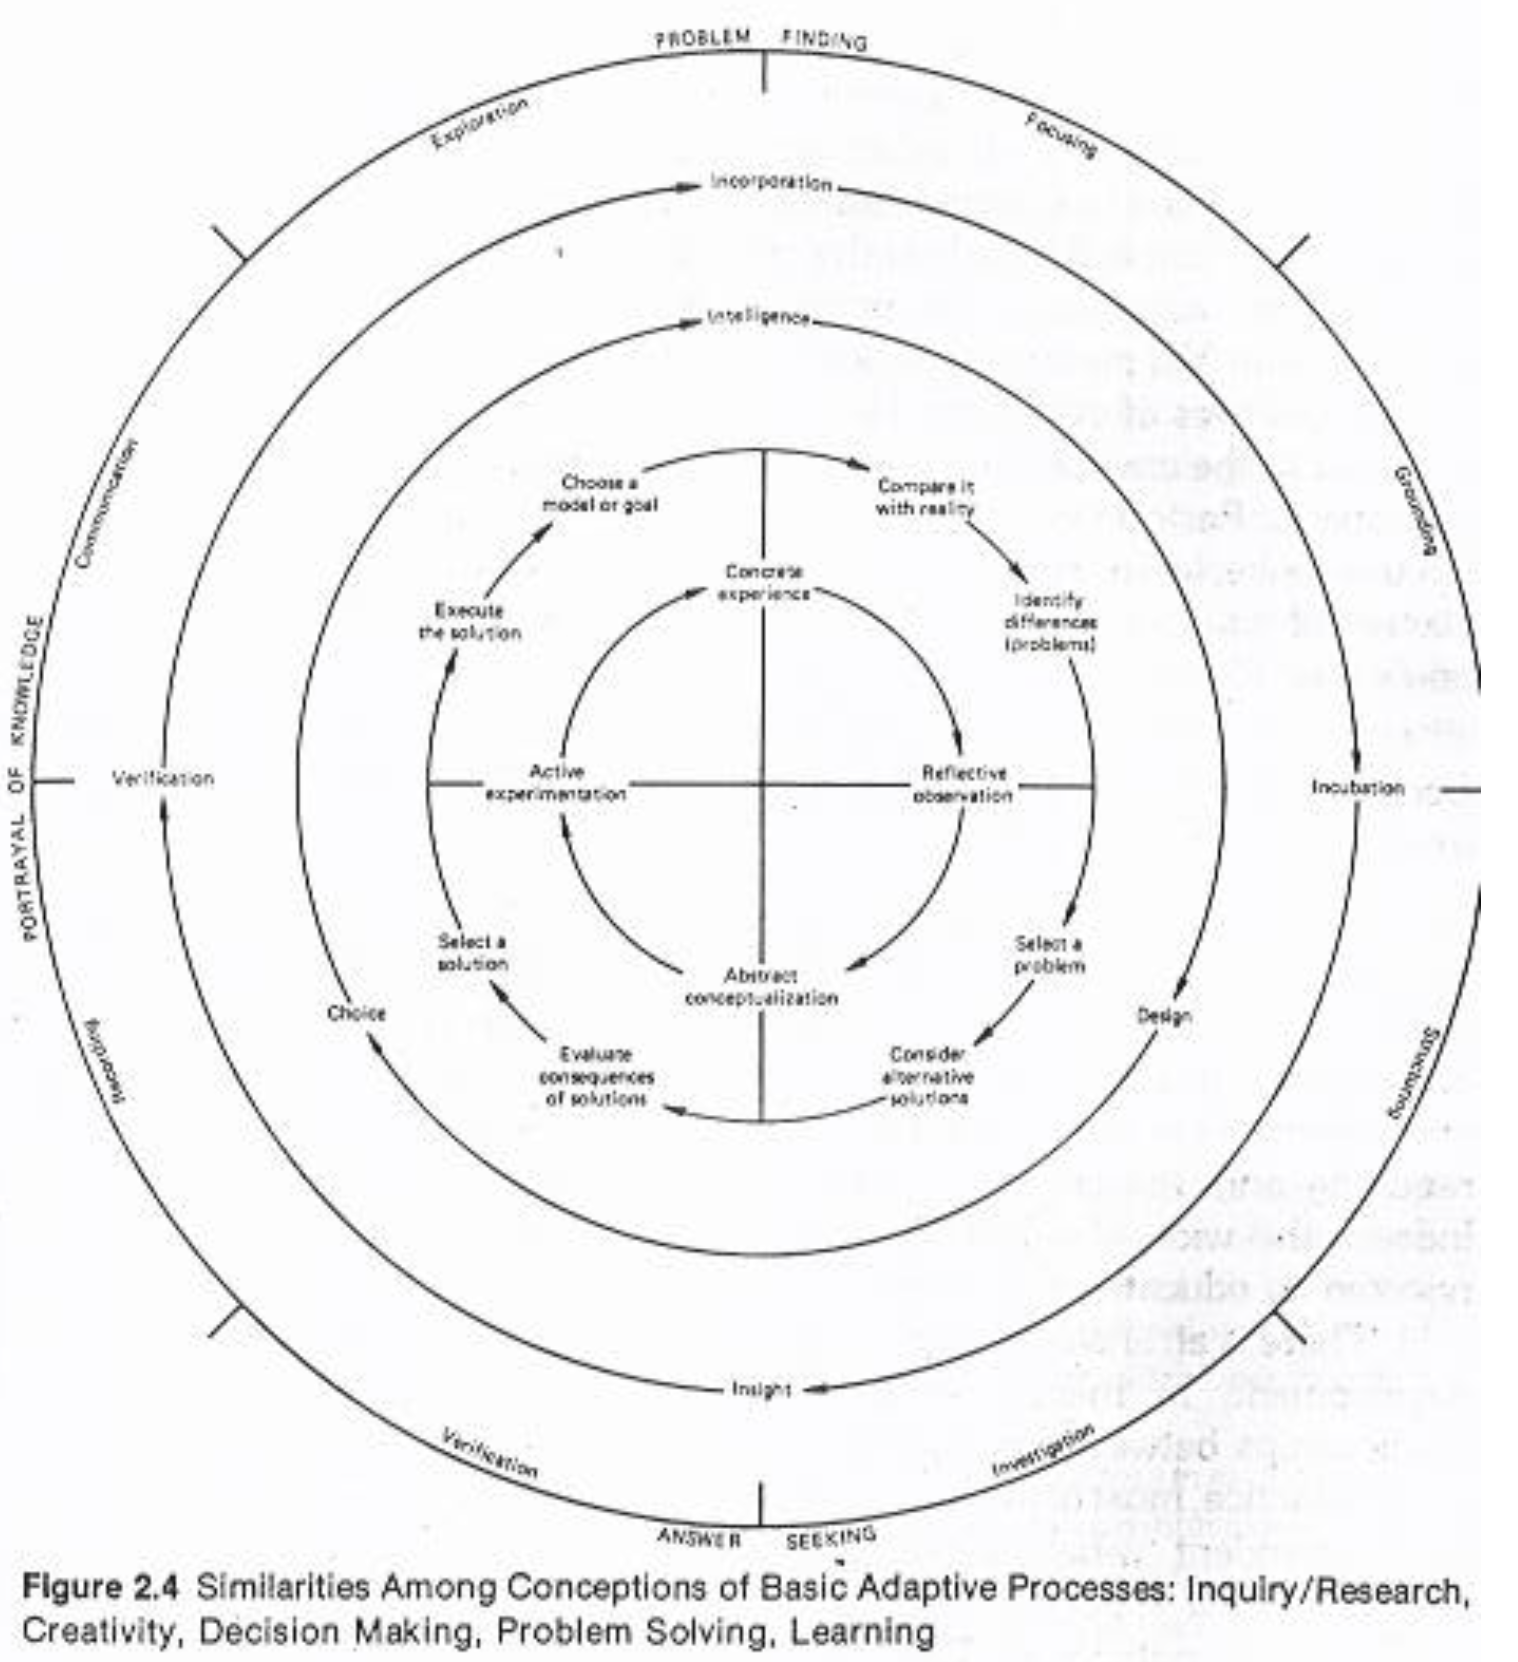 PROBLEM FINDING
Exploration
Focusing
Incorporation
Intelligence
Communication
Grounding
Choose a
model or goal
Compare it
with reality
Concrete
experience
Execute
the solution
Identify
differences
(problems)
PORTRAYAL OF KNOWLEDGE
Verification
Active
experimentation
Reflective
observation
Incubation
Select a
solution
Abstract
conceptualization
Select a
problem
Choice
Design
Recording
Structuring
Evaluate
consequences
of solutions
Consider
alternative
solutions
Insight
Verification
Investigation
ANSWER SEEKING
Figure 2.4 Similarities Among Conceptions of Basic Adaptive Processes: Inquiry/Research,
Creativity, Decision Making, Problem Solving, Learning